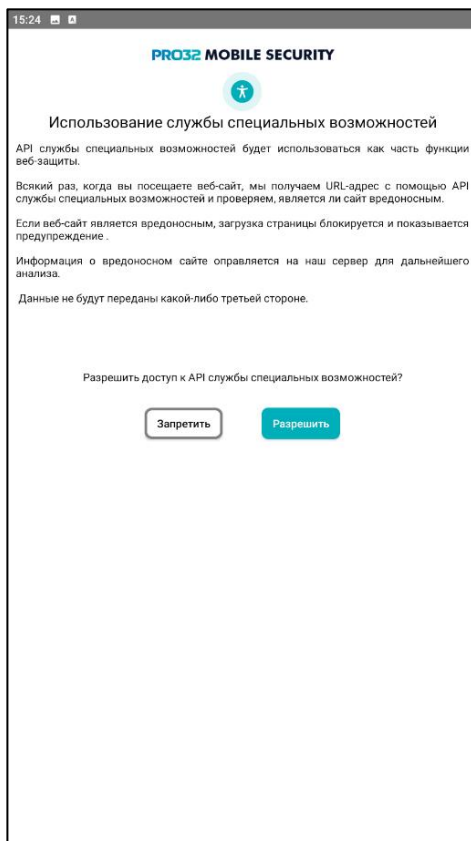 15:24
PRO32 MOBILE SECURITY
Использование службы специальных возможностей
API службы специальных возможностей будет использоваться как часть функции
веб-защиты.
Всякий раз, когда вы посещаете веб-сайт, мы получаем URL-адрес с помощью API
службы специальных возможностей и проверяем, является ли сайт вредоносным.
Если веб-сайт является вредоносным, загрузка страницы блокируется и показывается
предупреждение .
Информация о вредоносном сайте оправляется на наш сервер для дальнейшего
анализа.
Данные не будут переданы какой-либо третьей стороне.
Разрешить доступ к API службы специальных возможностей?
Запретить
Разрешить